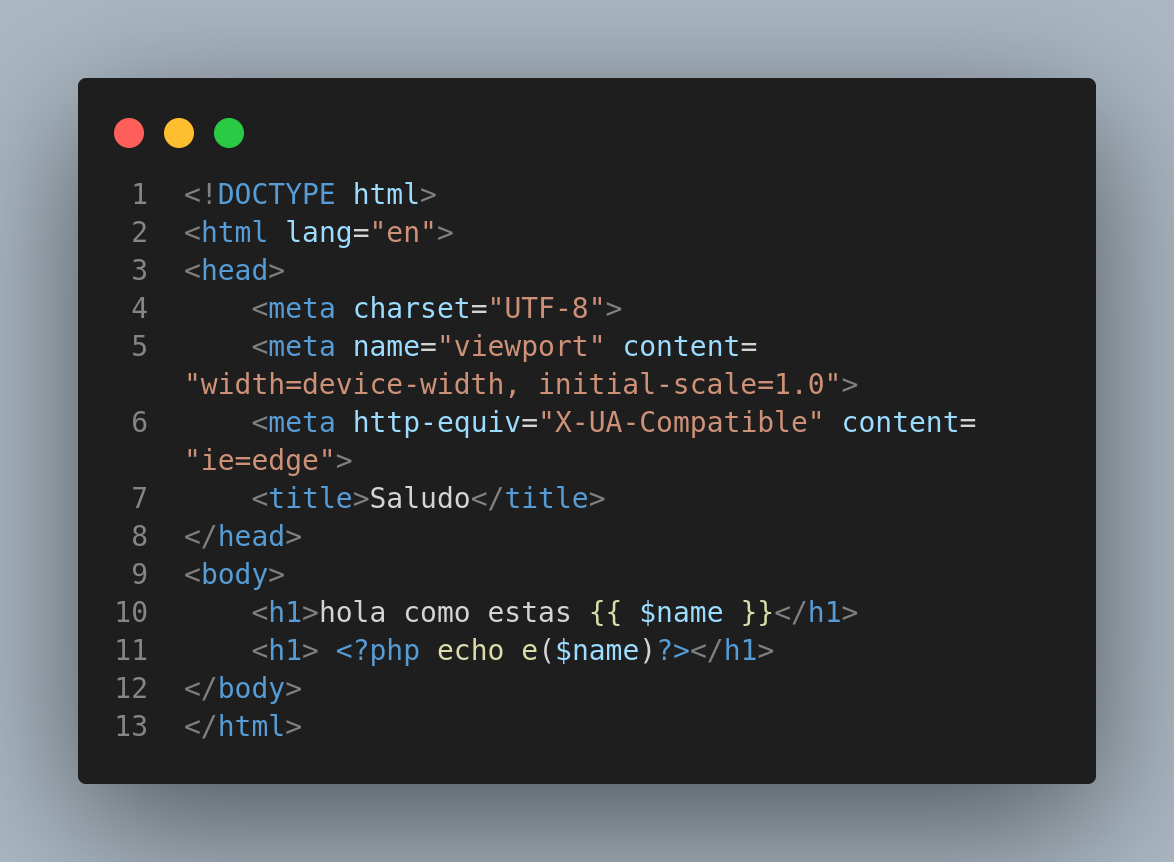 1 <!DOCTYPE html>
2 <html lang="en">
3 <head>
4     <meta charset="UTF-8">
5     <meta name="viewport" content=
"width=device-width, initial-scale=1.0">
6     <meta http-equiv="X-UA-Compatible" content=
"ie=edge">
7     <title>Saludo</title>
8 </head>
9 <body>
10     <h1>hola como estas {{ $name }}</h1>
11     <h1> <?php echo e($name)?></h1>
12 </body>
13 </html>